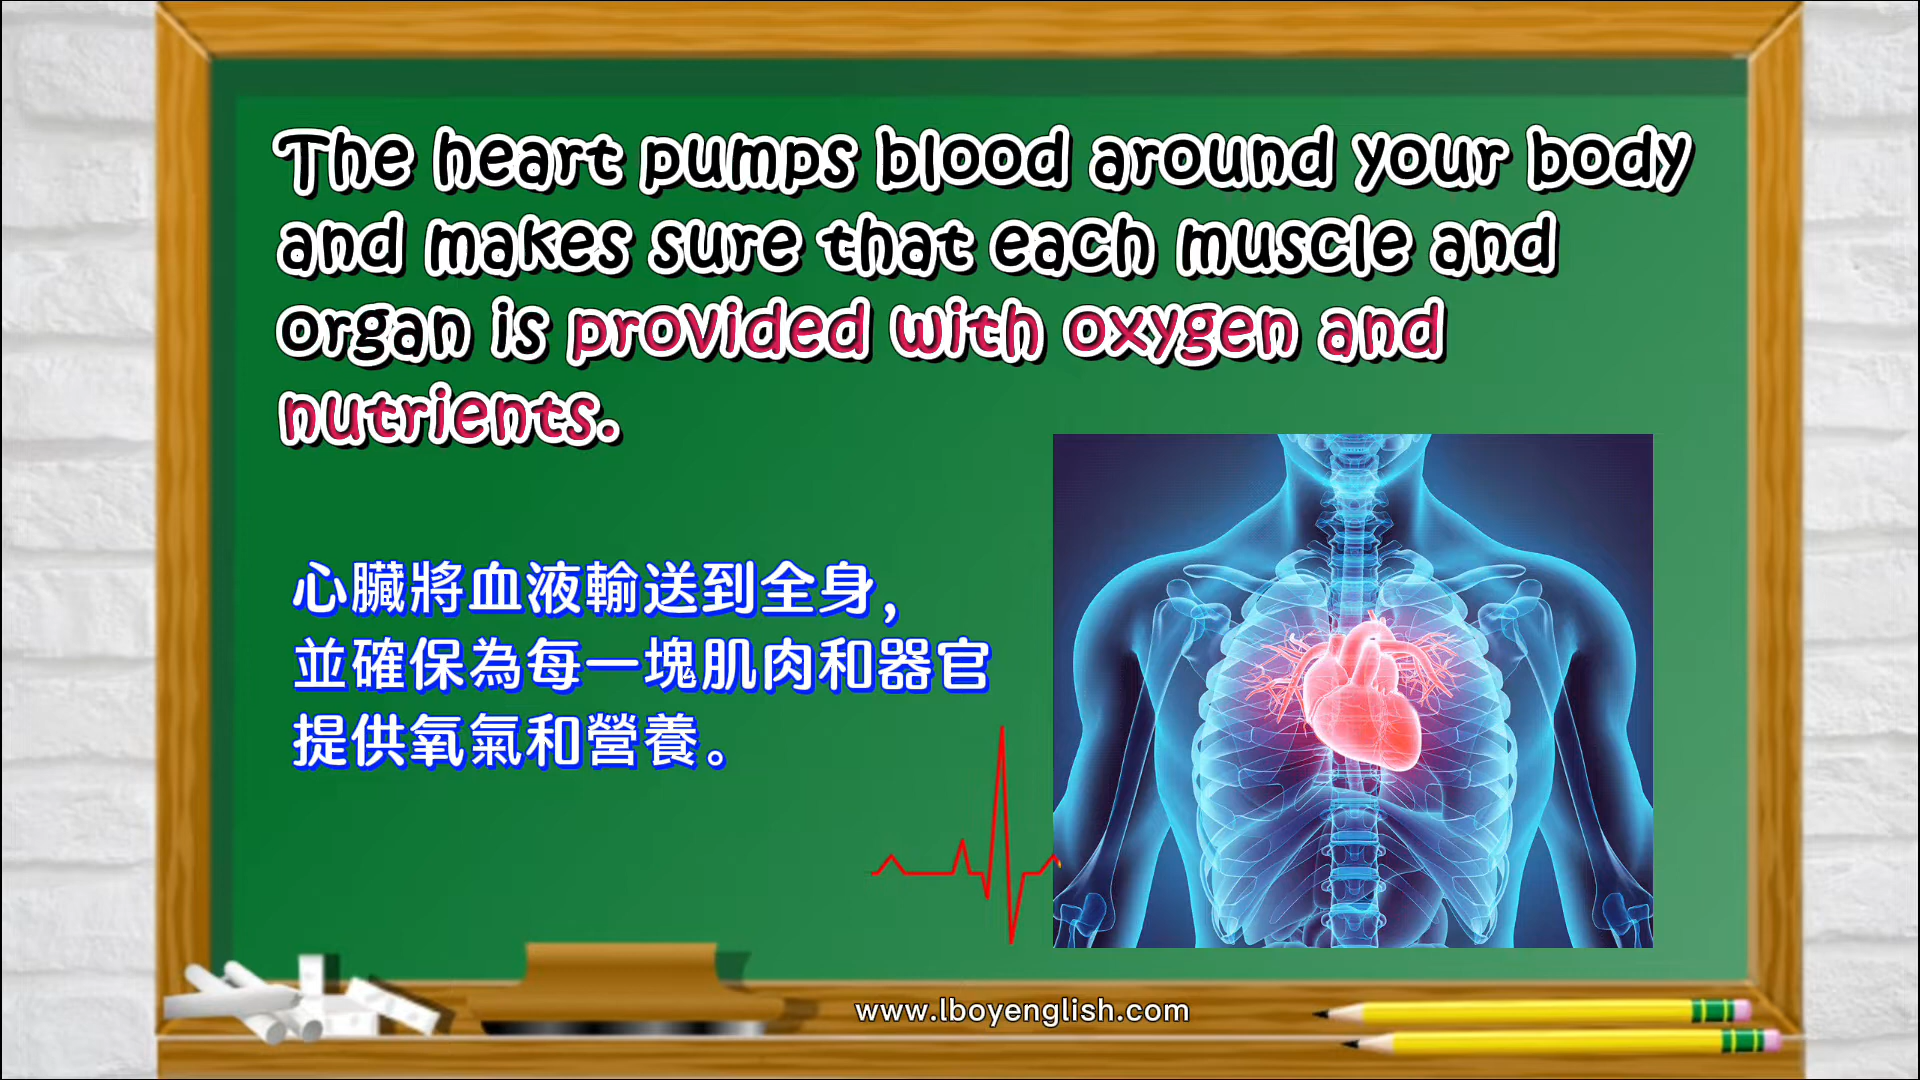 The heart pumps blood around your body
and makes sure that each muscle and
organ is provided with oxygen and
nutrients.
心臟將血液輸送到全身，
並確保為每一塊肌肉和器官
提供氧氣和營養。
www.lboyenglish.com